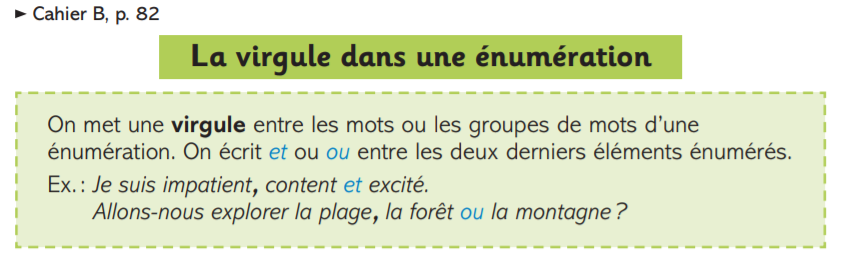 ► Cahier B, p. 82
La virgule dans une énumération
On met une virgule entre les mots ou les groupes de mots d’une
énumération. On écrit et ou ou entre les deux derniers éléments énumérés.
Ex. : Je suis impatient, content et excité.
Allons-nous explorer la plage, la forêt ou la montagne ?